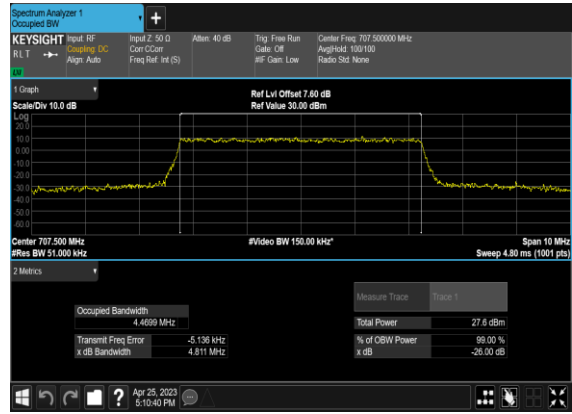 Spectrum Analyzer 1
Occupied BW
+
KEYSIGHT
RLT
LW
Input: RF
Coupling: DC
Align: Auto
Input Z: 50 Ω
Corr CCorr
Freq Ref: Int (S)
Atten: 40 dB
Trig: Free Run
Gate: Off
#IF Gain: Low
Center Freq: 707.500000 MHz
Avg|Hold: 100/100
Radio Std: None
1 Graph
Scale/Div 10.0 dB
Ref Lvl Offset 7.60 dB
Ref Value 30.00 dBm
Log
20.0
10.0
0.00
-10.0
-20.0
-30.0
-40.0
-50.0
-60.0
Center 707.500 MHz
#Res BW 51.000 kHz
#Video BW 150.00 kHz*
Span 10 MHz
Sweep 4.80 ms (1001 pts)
2 Metrics
Measure Trace
Trace 1
Occupied Bandwidth
4.4699 MHz
Total Power 27.6 dBm
Transmit Freq Error -5.136 kHz
% of OBW Power 99.00 %
x dB Bandwidth 4.811 MHz
x dB -26.00 dB
?
Apr 25, 2023
5:10:40 PM